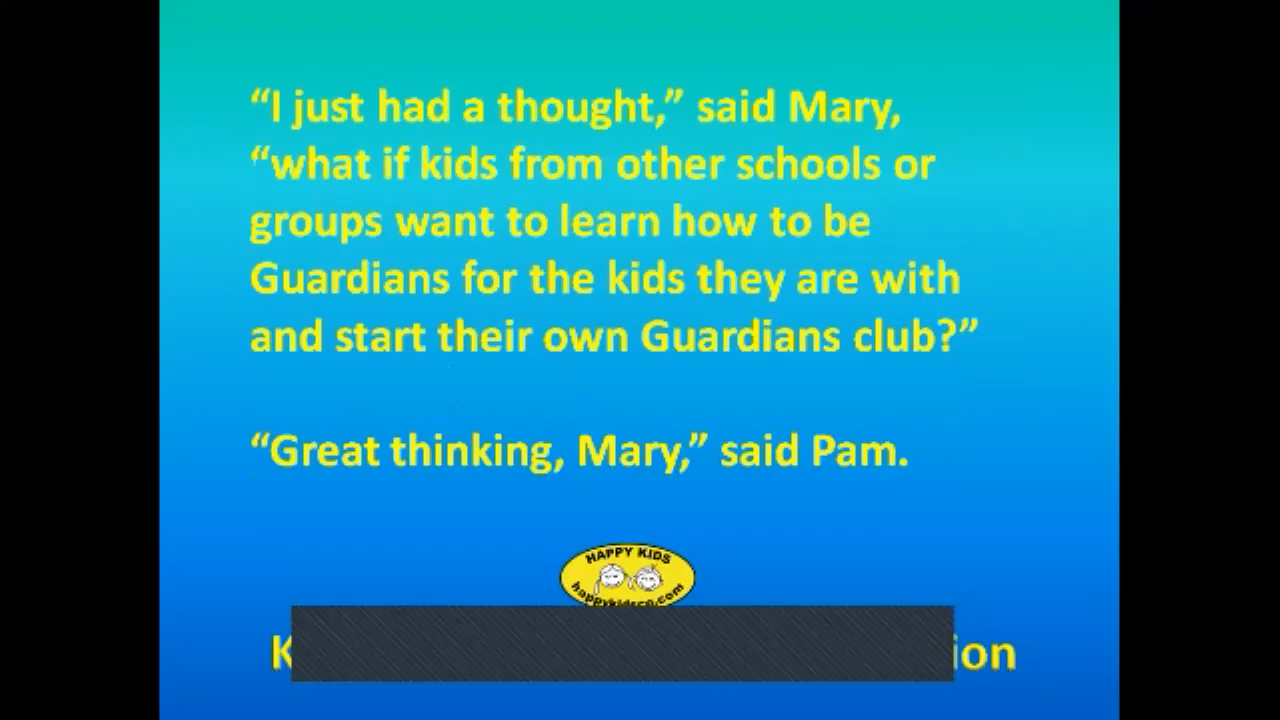 “I just had a thought,” said Mary,
“what if kids from other schools or
groups want to learn how to be
Guardians for the kids they are with
and start their own Guardians club?”
“Great thinking, Mary,” said Pam.
HAPPY KIDS
happykidsco.com